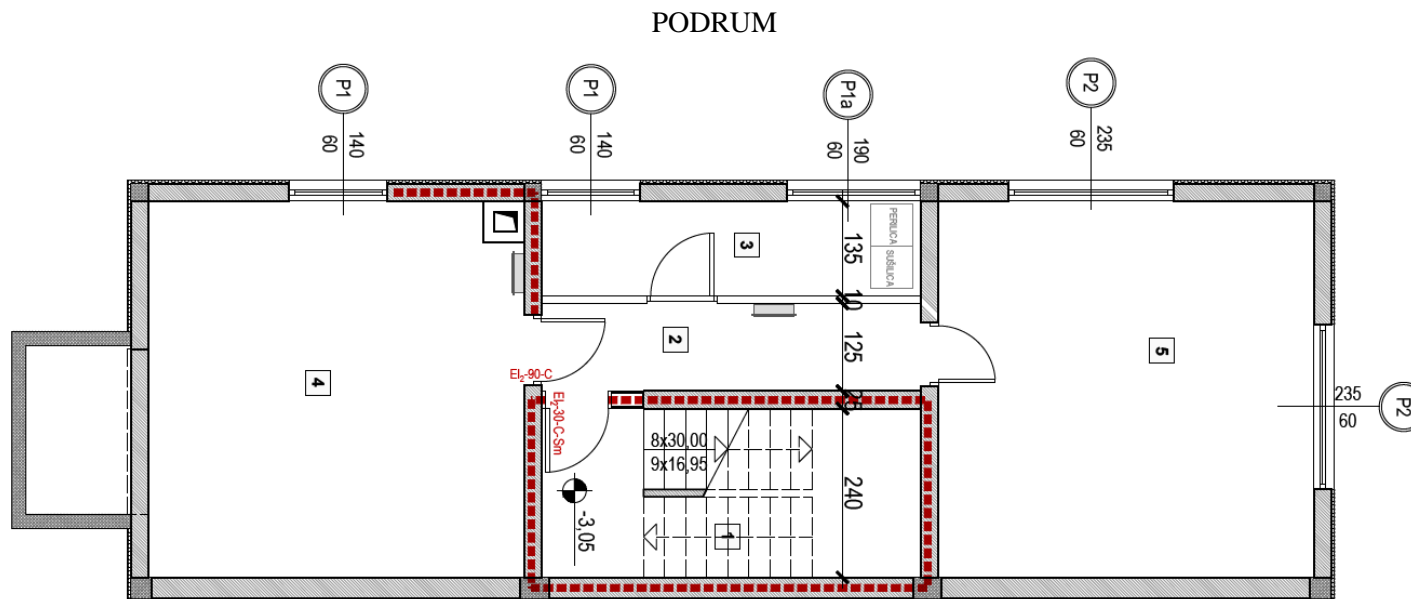 PODRUM
P1
140
60
P1
140
60
P1a
190
60
P2
235
60
PERILICA
SUŠILICA
3
135
10
2
125
25
5
4
235
60
P2
EI₂-90-C
EI₂-30-C-Sm
8x30,00
9x16,95
240
-3,05
1